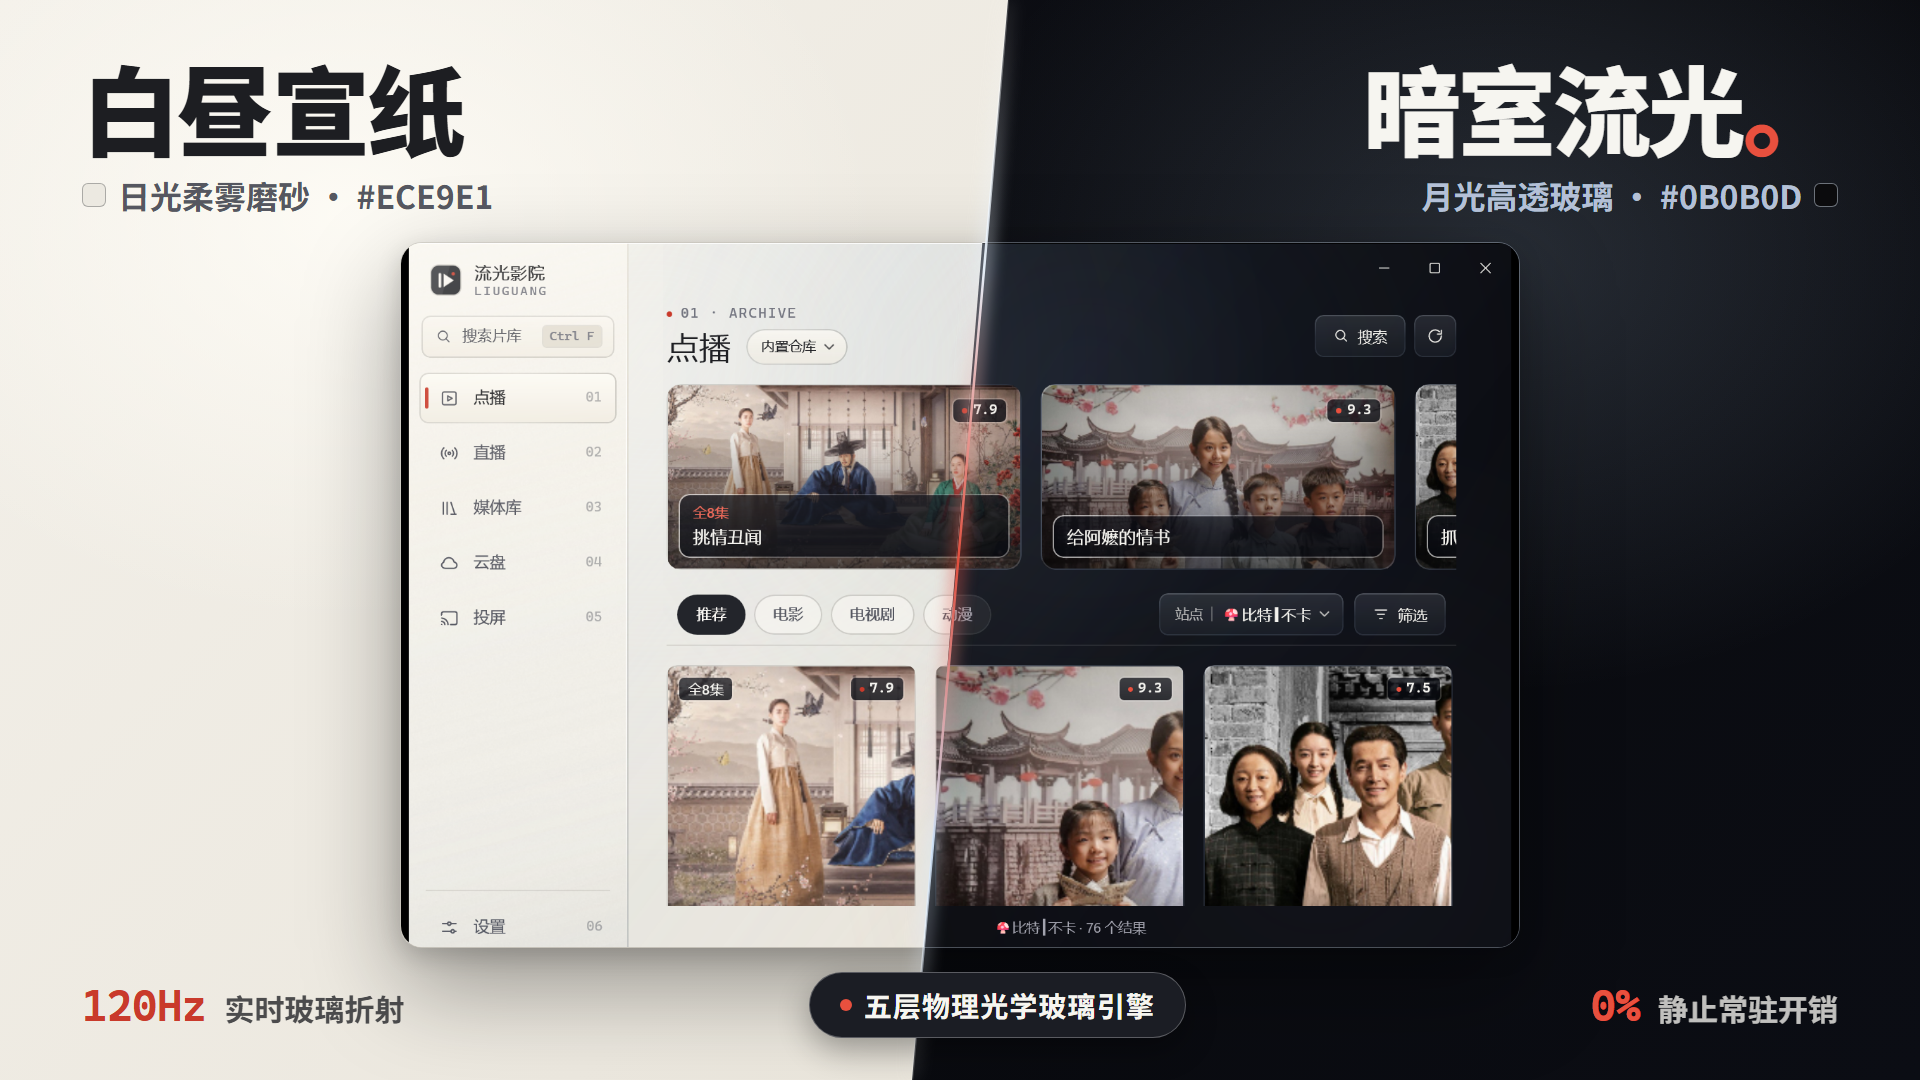 白昼宣纸
日光柔雾磨砂 • #ECE9E1
暗室流光。
月光高透玻璃 • #0B0B0D
流光影院
LIUGUANG
搜索片库 Ctrl F
点播 01
直播 02
媒体库 03
云盘 04
投屏 05
设置 06
01 · ARCHIVE
点播
内置仓库
搜索
7.9
全8集
挑情丑闻
9.3
给阿嬷的情书
抓
推荐
电影
电视剧
动漫
站点 | 🍄比特┃不卡
筛选
全8集
7.9
9.3
7.5
🍄比特┃不卡 · 76 个结果
120Hz 实时玻璃折射
五层物理光学玻璃引擎
0% 静止常驻开销